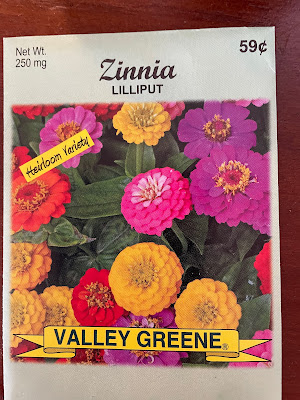 Net Wt.
250 mg
59¢
Zinnia
LILLIPUT
Heirloom Variety
VALLEY GREENE®